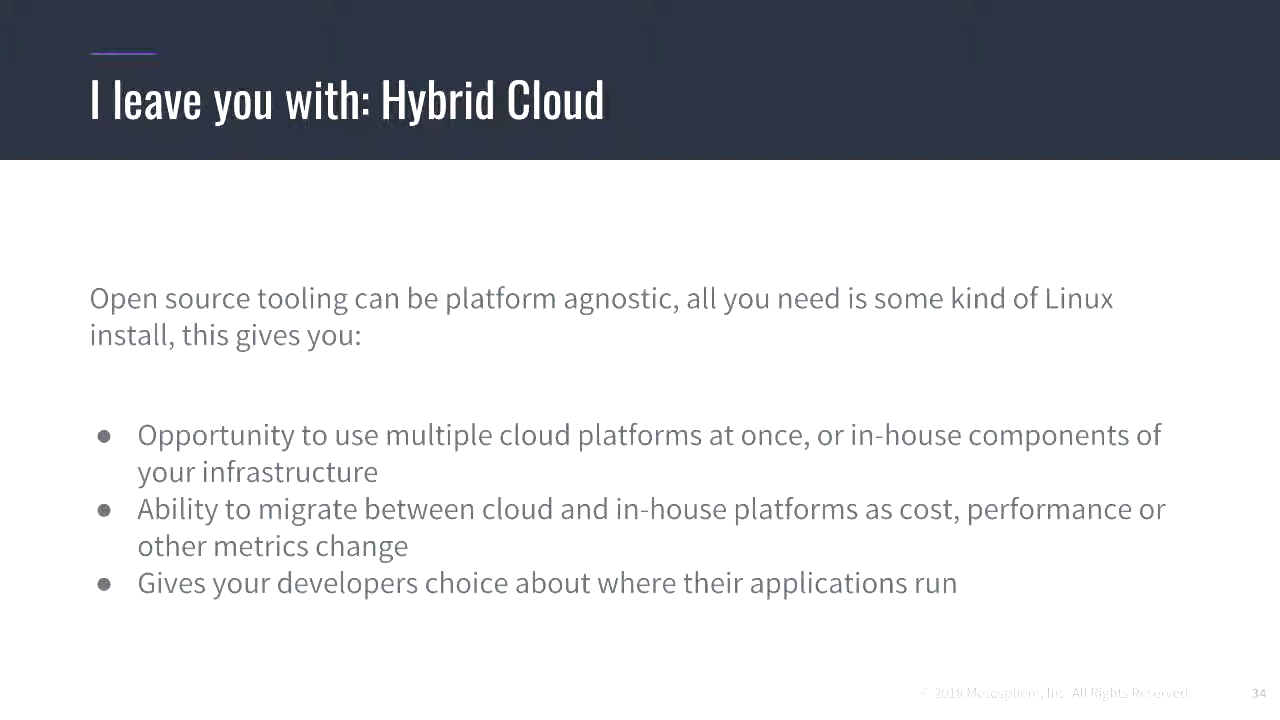 I leave you with: Hybrid Cloud
Open source tooling can be platform agnostic, all you need is some kind of Linux
install, this gives you:
● Opportunity to use multiple cloud platforms at once, or in-house components of
your infrastructure
● Ability to migrate between cloud and in-house platforms as cost, performance or
other metrics change
● Gives your developers choice about where their applications run
© 2018 Mesosphere, Inc. All Rights Reserved.
34